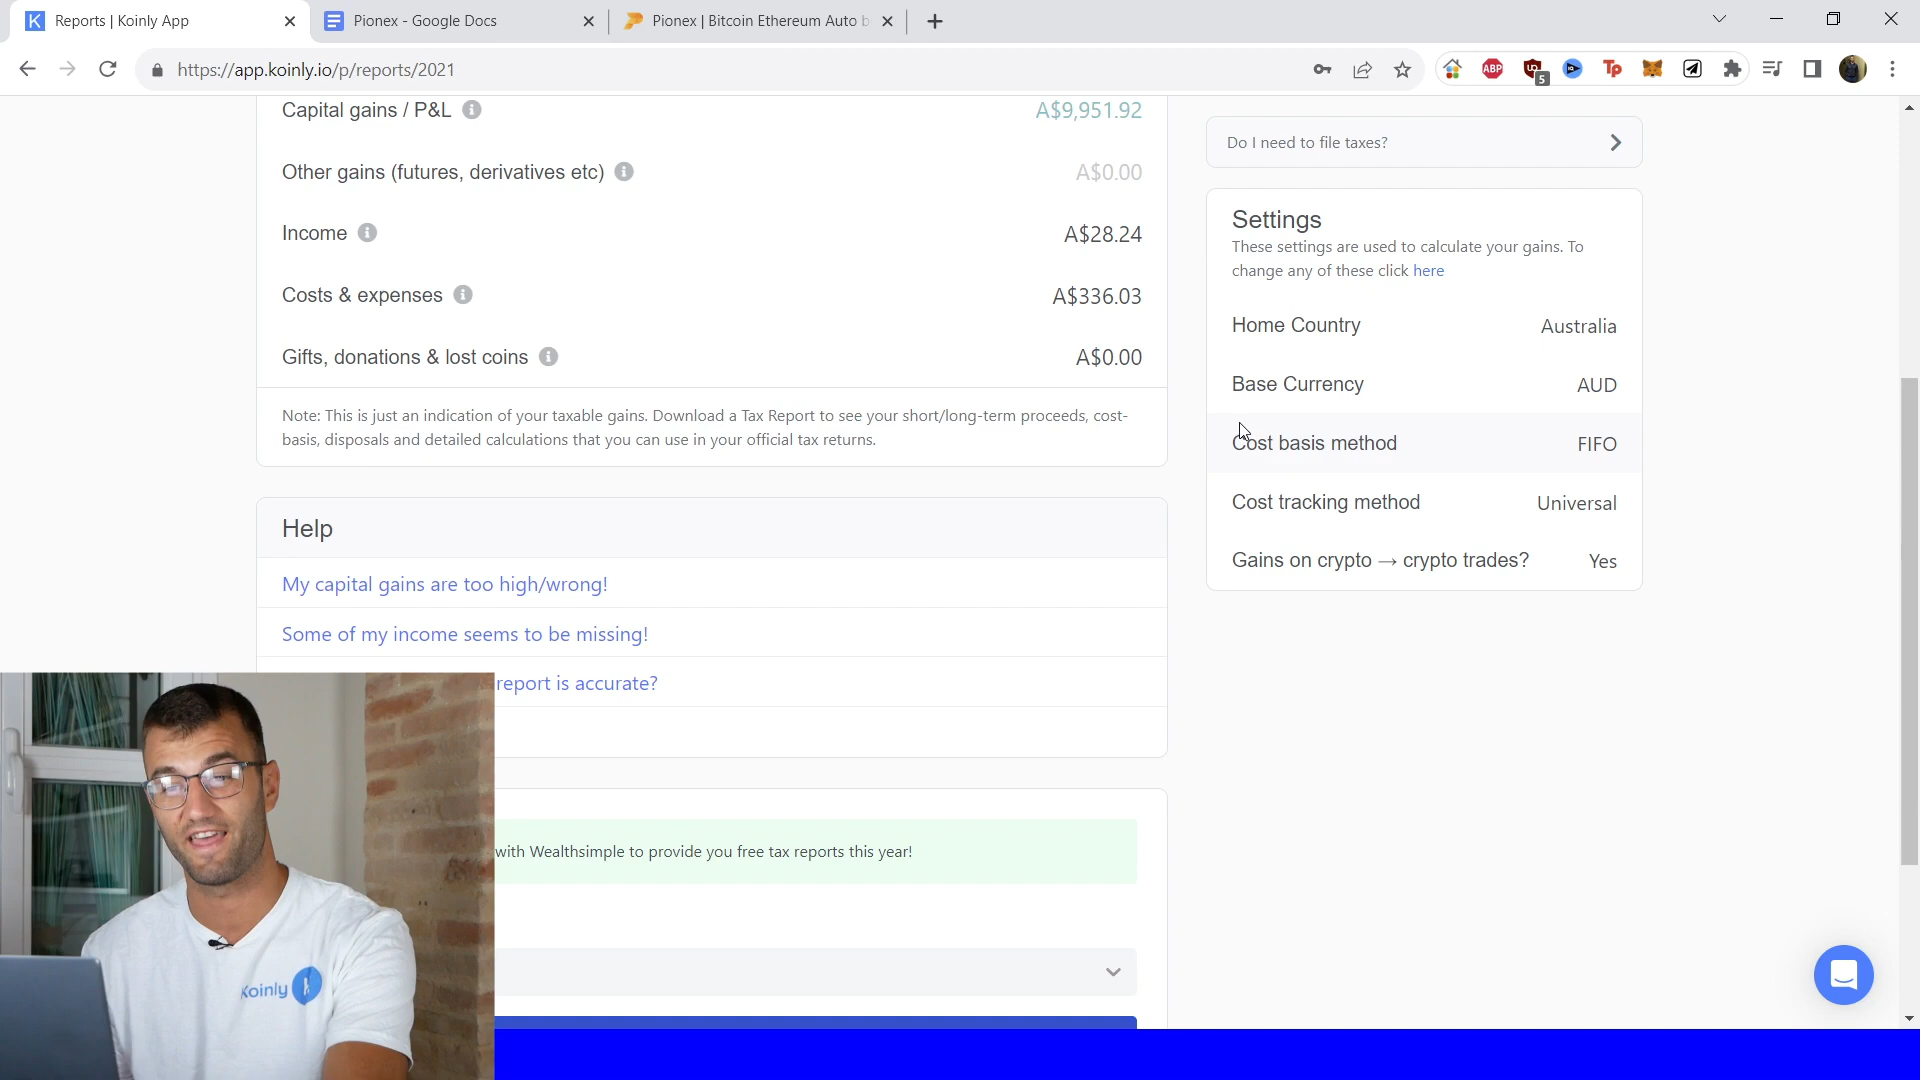 Reports | Koinly App
Pionex - Google Docs
Pionex | Bitcoin Ethereum Auto b
https://app.koinly.io/p/reports/2021
ABP
5
Tp
Capital gains / P&L
A$9,951.92
Other gains (futures, derivatives etc)
A$0.00
Income
A$28.24
Costs & expenses
A$336.03
Gifts, donations & lost coins
A$0.00
Note: This is just an indication of your taxable gains. Download a Tax Report to see your short/long-term proceeds, cost-
basis, disposals and detailed calculations that you can use in your official tax returns.
Help
My capital gains are too high/wrong!
Some of my income seems to be missing!
report is accurate?
with Wealthsimple to provide you free tax reports this year!
Do I need to file taxes?
Settings
These settings are used to calculate your gains. To
change any of these click here
Home Country
Australia
Base Currency
AUD
Cost basis method
FIFO
Cost tracking method
Universal
Gains on crypto → crypto trades?
Yes
Koinly